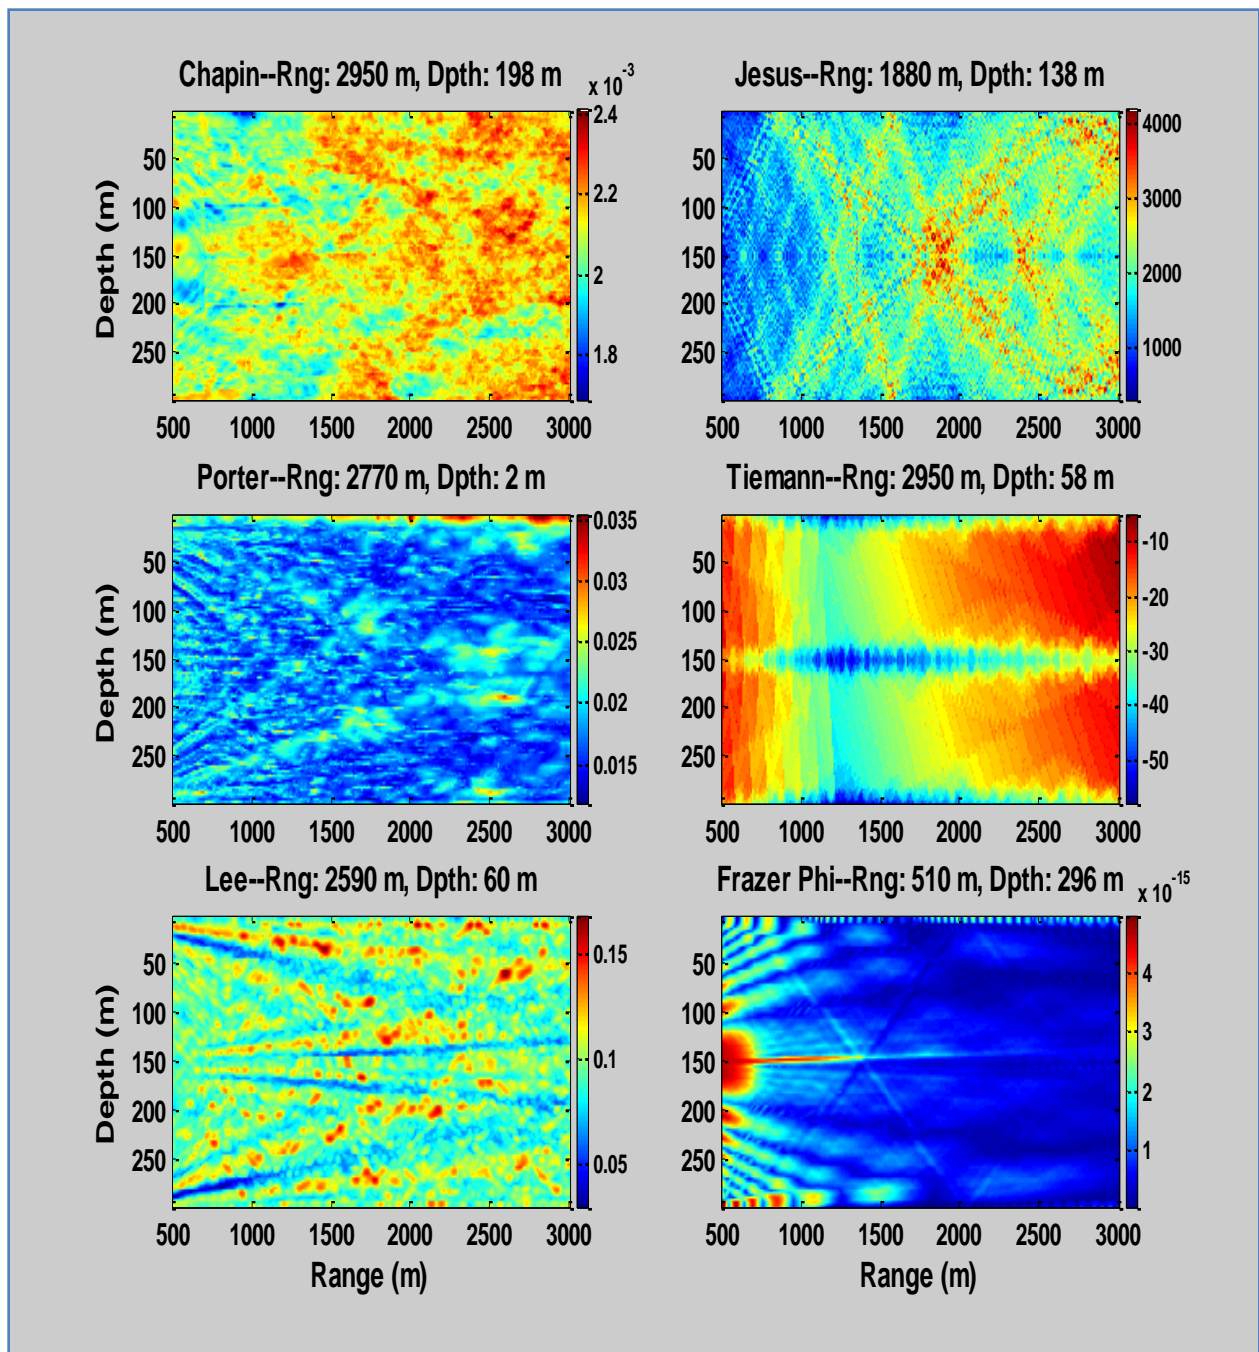 Chapin--Rng: 2950 m, Dpth: 198 m
x 10-3
Depth (m)
50
100
150
200
250
500 1000 1500 2000 2500 3000
2.4
2.2
2
1.8
Jesus--Rng: 1880 m, Dpth: 138 m
50
100
150
200
250
500 1000 1500 2000 2500 3000
4000
3000
2000
1000
Porter--Rng: 2770 m, Dpth: 2 m
Depth (m)
50
100
150
200
250
500 1000 1500 2000 2500 3000
0.035
0.03
0.025
0.02
0.015
Tiemann--Rng: 2950 m, Dpth: 58 m
50
100
150
200
250
500 1000 1500 2000 2500 3000
-10
-20
-30
-40
-50
Lee--Rng: 2590 m, Dpth: 60 m
Depth (m)
50
100
150
200
250
500 1000 1500 2000 2500 3000
Range (m)
0.15
0.1
0.05
Frazer Phi--Rng: 510 m, Dpth: 296 m
x 10-15
50
100
150
200
250
500 1000 1500 2000 2500 3000
Range (m)
4
3
2
1